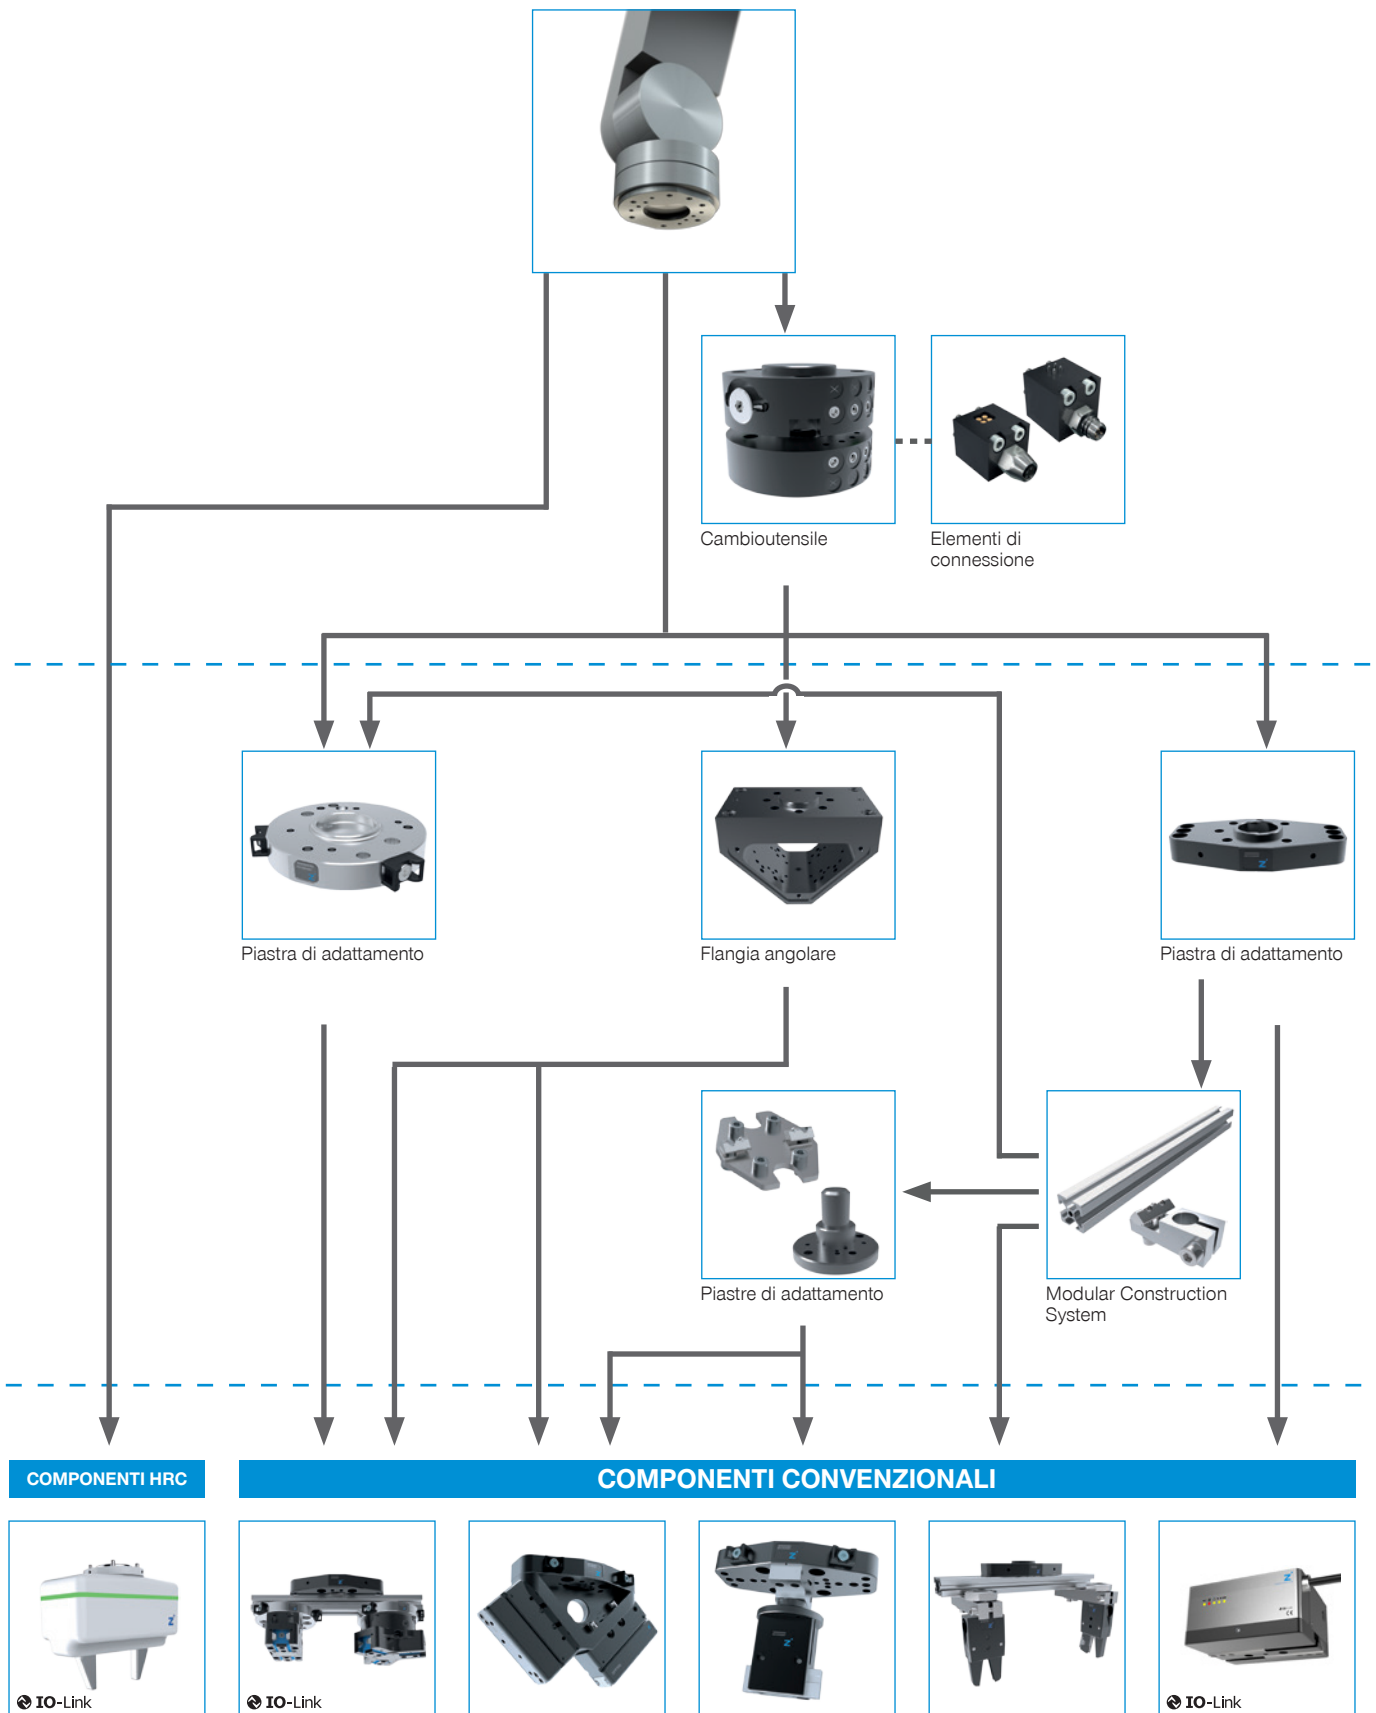 Cambioutensile
Elementi di
connessione
Piastra di adattamento
Flangia angolare
Piastra di adattamento
Piastre di adattamento
Modular Construction
System
COMPONENTI HRC
COMPONENTI CONVENZIONALI
IO-Link
IO-Link
IO-Link